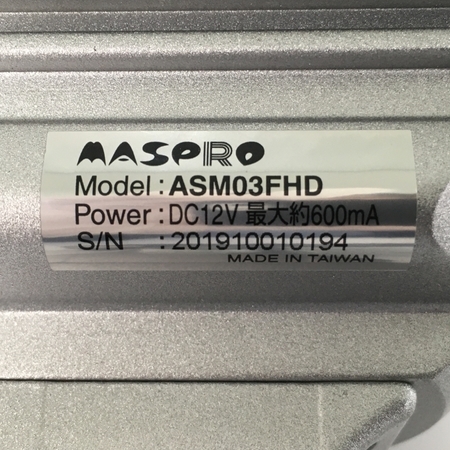 MASPRO
Model : ASM03FHD
Power : DC12V 最大約600mA
S/N : 201910010194
MADE IN TAIWAN